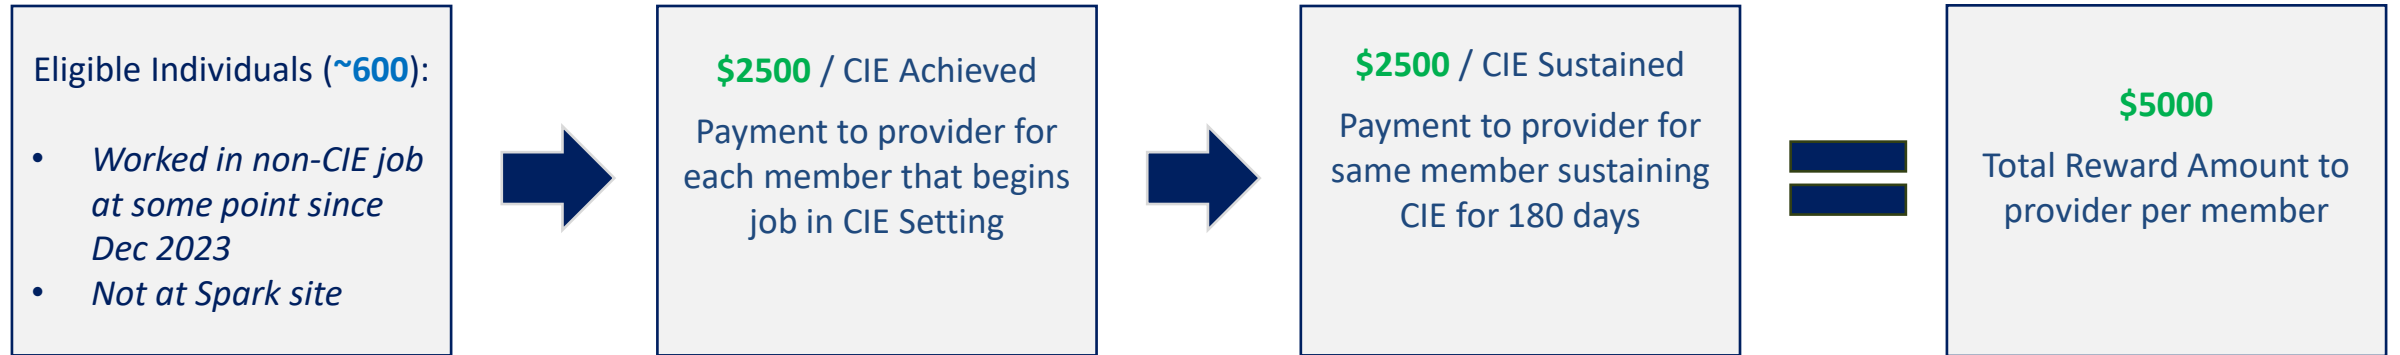 Eligible Individuals (~600):
• Worked in non-CIE job
at some point since
Dec 2023
• Not at Spark site
$2500 / CIE Achieved
Payment to provider for
each member that begins
job in CIE Setting
$2500 / CIE Sustained
Payment to provider for
same member sustaining
CIE for 180 days
$5000
Total Reward Amount to
provider per member